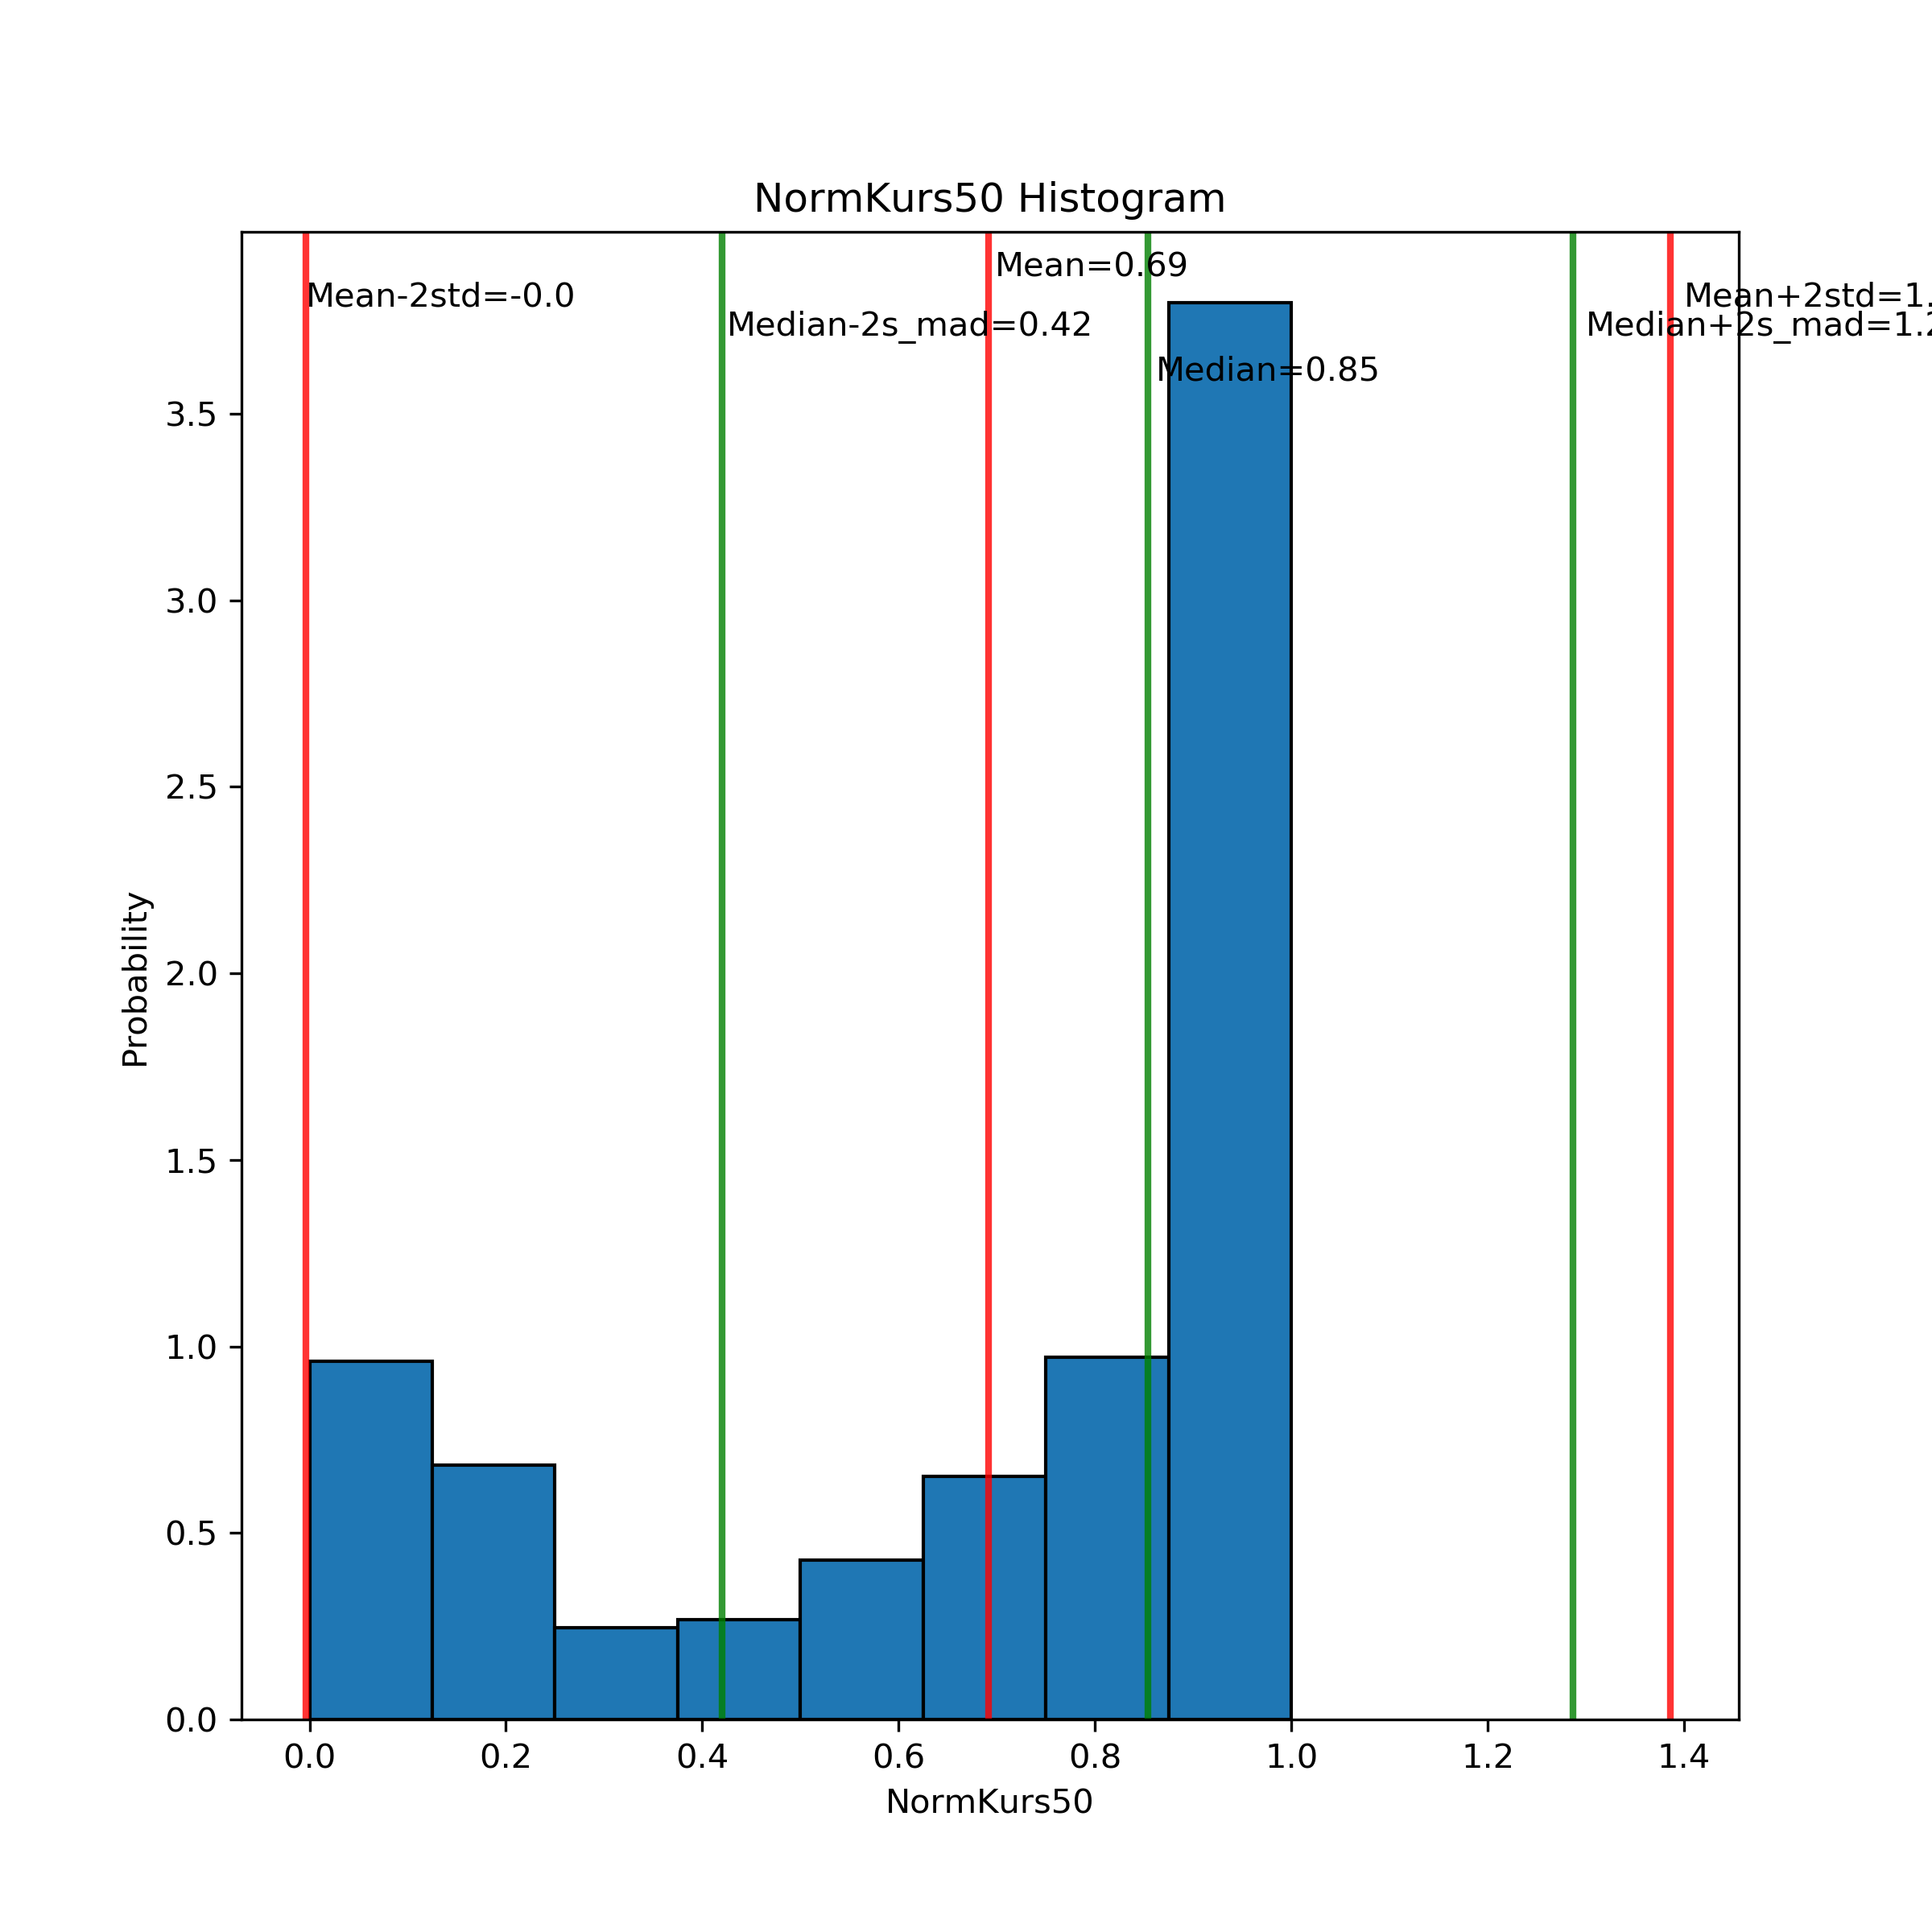 NormKurs50 Histogram
Mean=0.69
Mean-2std=-0.0
Mean+2std=1.
Median-2s_mad=0.42
Median+2s_mad=1.2
Median=0.85
3.5
3.0
2.5
2.0
1.5
1.0
0.5
0.0
Probability
0.0 0.2 0.4 0.6 0.8 1.0 1.2 1.4
NormKurs50